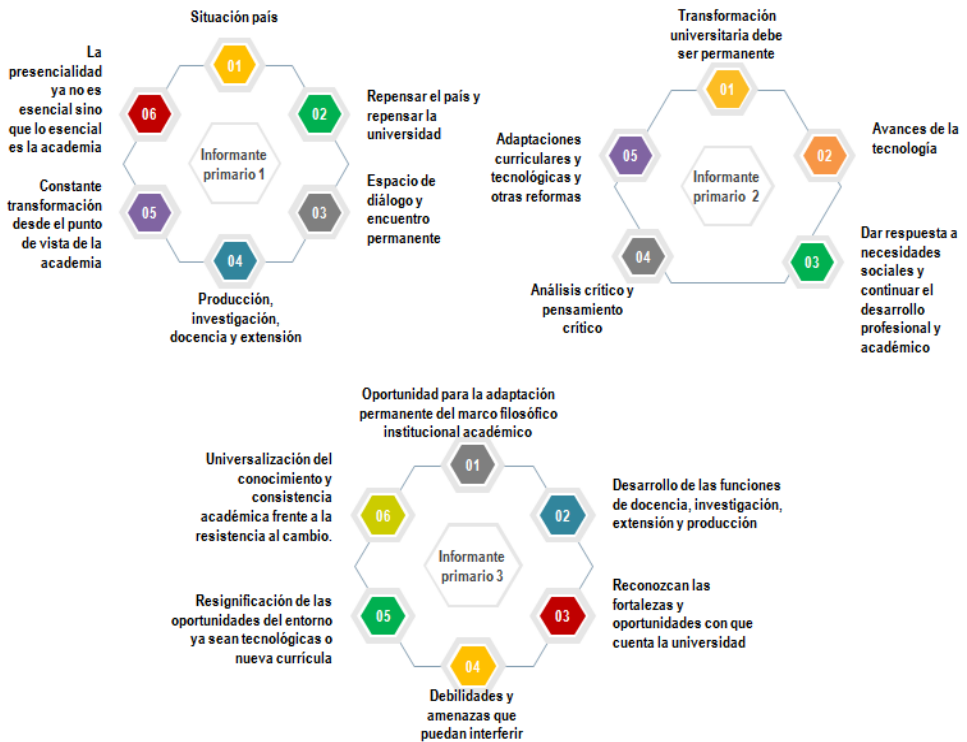 Situación país
01
La
presencialidad
ya no es
esencial sino
que lo esencial
es la academia
06
02
Repensar el país y
repensar la
universidad
Informante
primario 1
Constante
transformación
desde el punto
de vista de la
academia
05
03
Espacio de
diálogo y
encuentro
permanente
04
Producción,
investigación,
docencia y extensión
Transformación
universitaria debe
ser permanente
01
Adaptaciones
curriculares y
tecnológicas y
otras reformas
05
02
Avances de la
tecnología
Informante
primario 2
04
Análisis crítico y
pensamiento
crítico
03
Dar respuesta a
necesidades
sociales y
continuar el
desarrollo
profesional y
académico
Oportunidad para la adaptación
permanente del marco filosófico
institucional académico
01
Universalización del
conocimiento y
consistencia
académica frente a la
resistencia al cambio.
06
02
Desarrollo de las funciones
de docencia, investigación,
extensión y producción
Informante
primario 3
Resignificación de las
oportunidades del entorno
ya sean tecnológicas o
nueva currícula
05
03
Reconozcan las
fortalezas y
oportunidades con que
cuenta la universidad
04
Debilidades y
amenazas que
puedan interferir